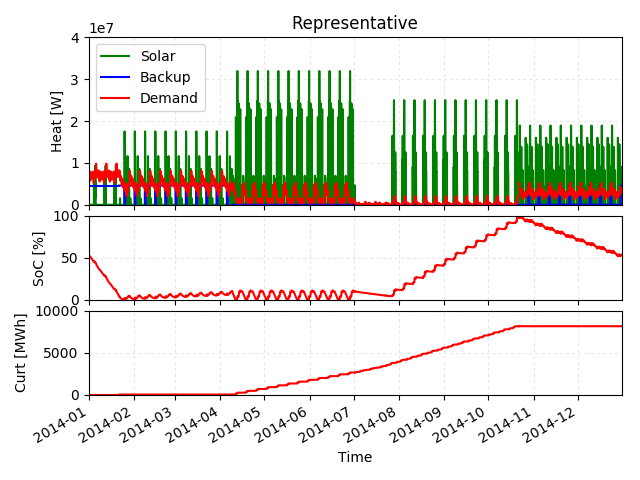 Representative
1e7
4
3
2
1
0
Heat [W]
Solar
Backup
Demand
100
50
0
SoC [%]
10000
5000
0
Curt [MWh]
2014-01
2014-02
2014-03
2014-04
2014-05
2014-06
2014-07
2014-08
2014-09
2014-10
2014-11
2014-12
Time